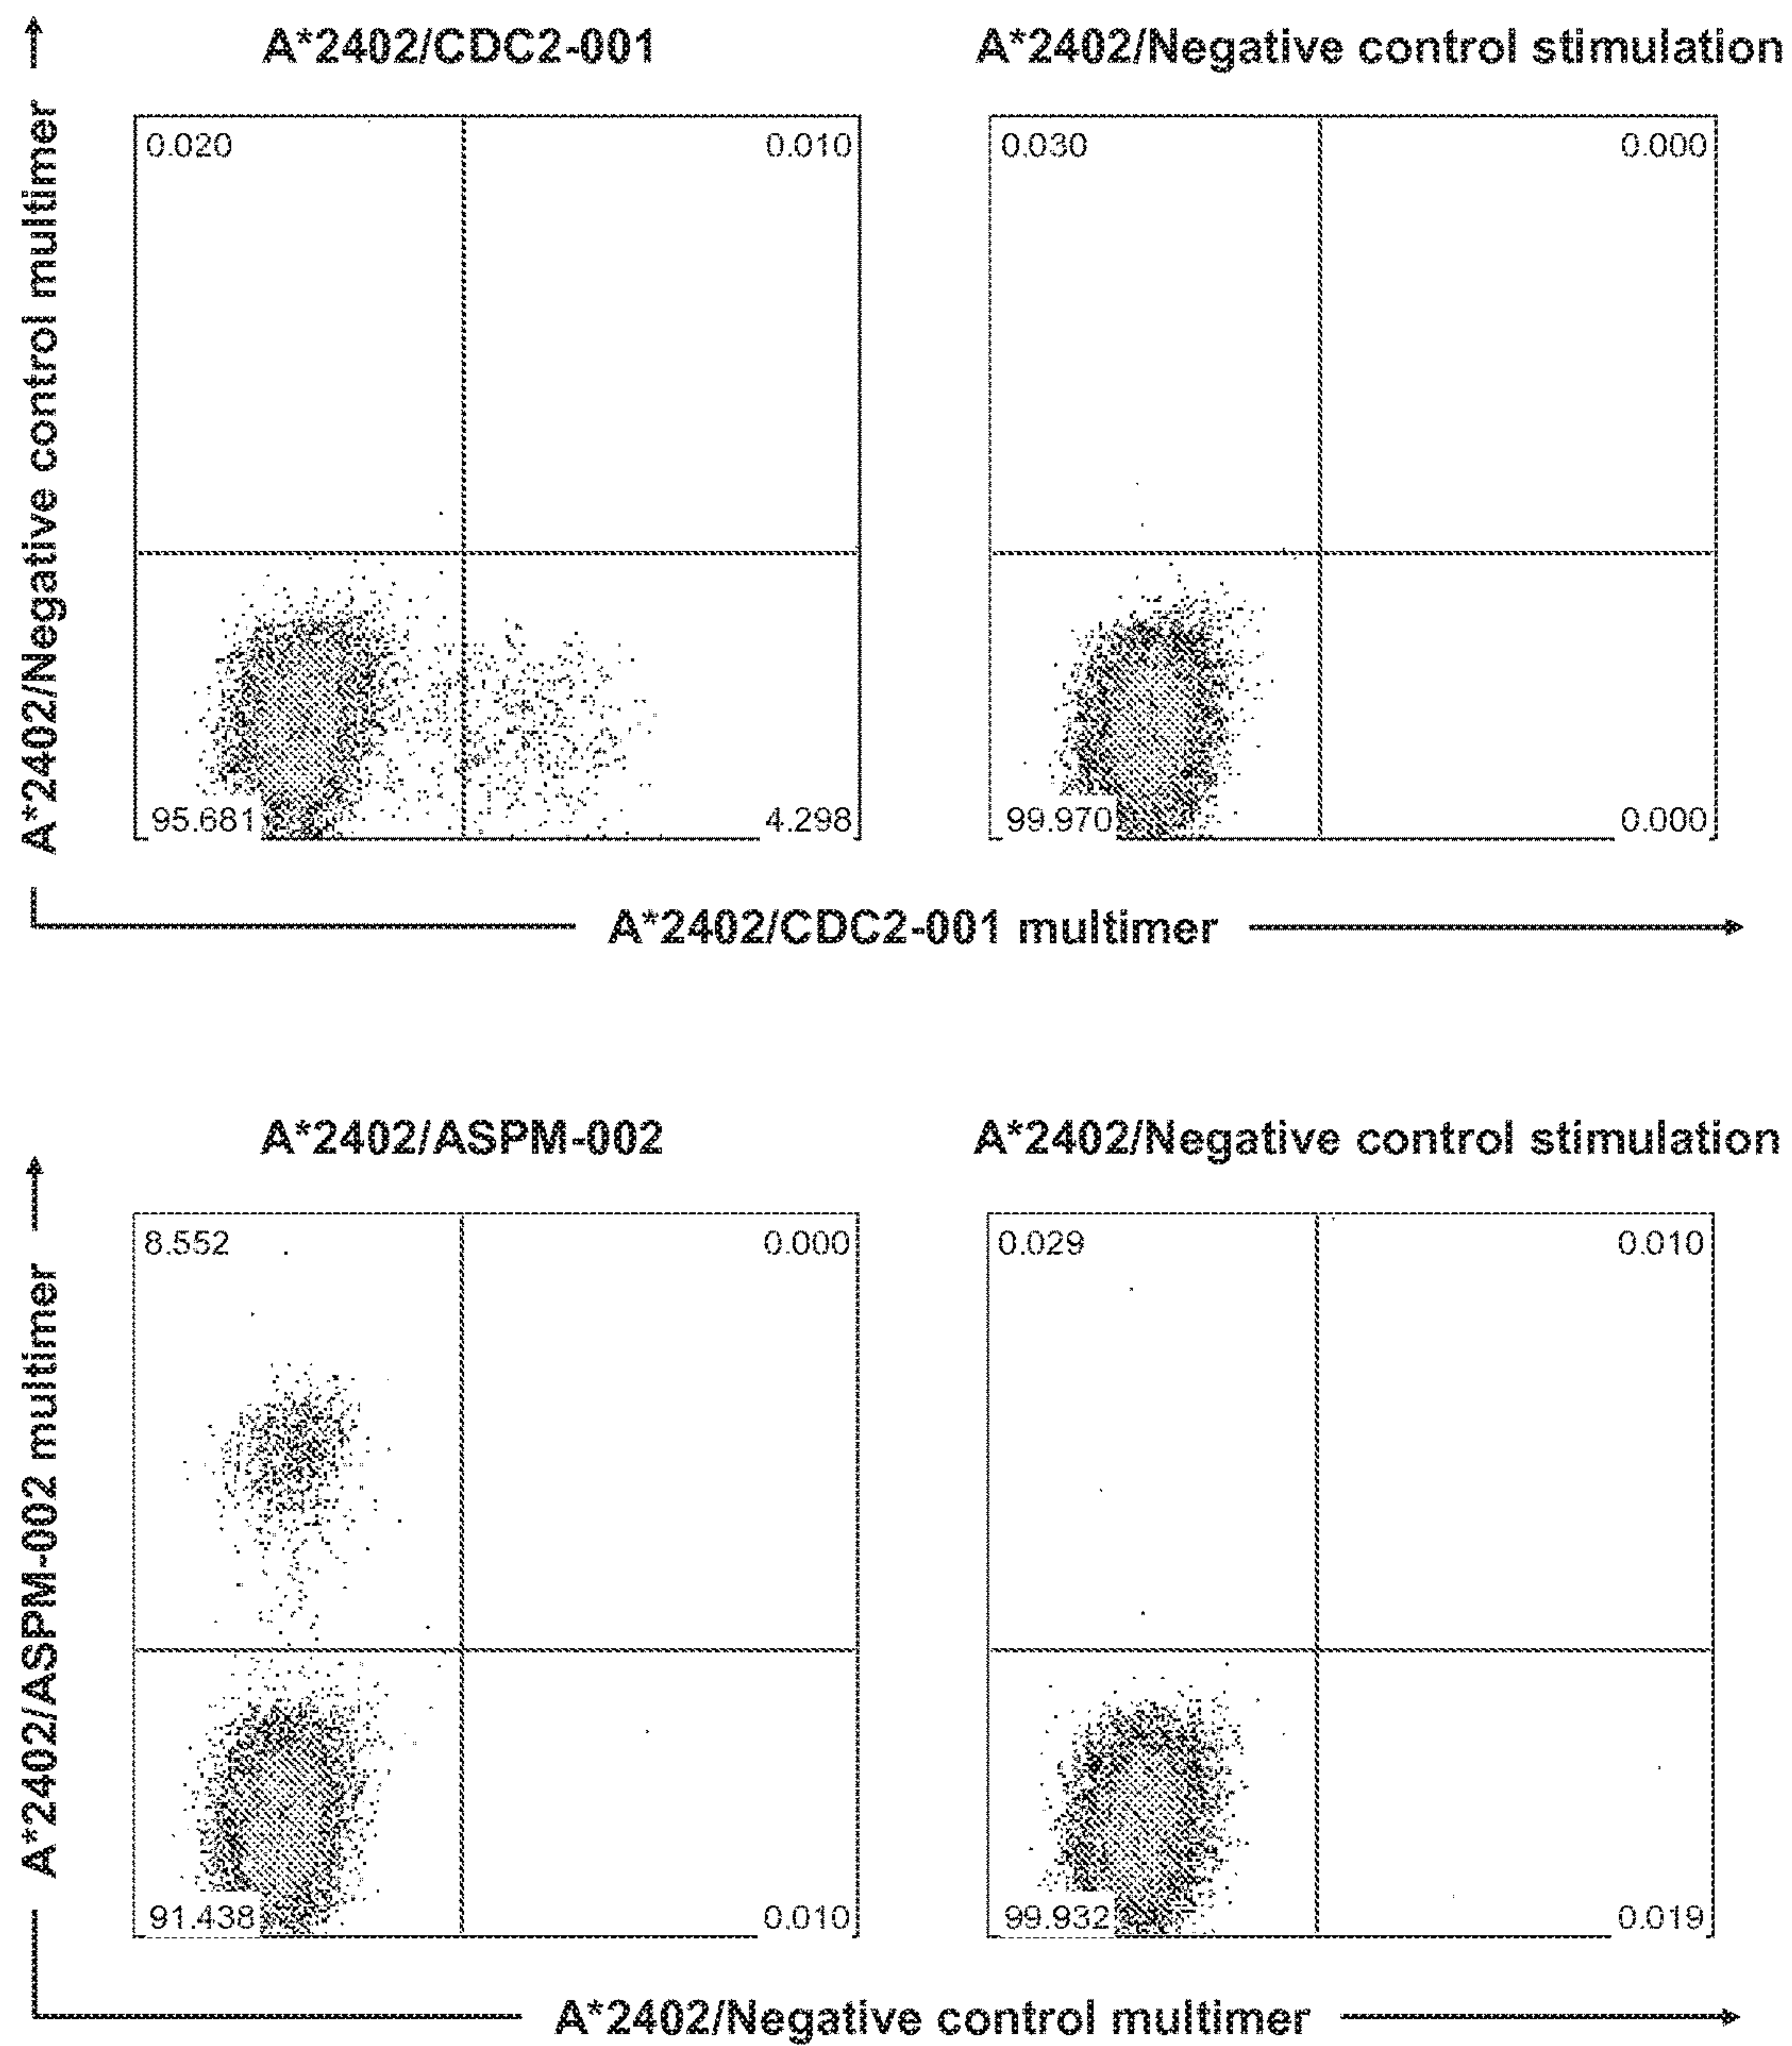 A*2402/CDC2-001
A*2402/Negative control stimulation
A*2402/Negative control multimer
0.020
0.010
95.681
4.298
0.030
0.000
99.970
0.000
A*2402/CDC2-001 multimer
A*2402/ASPM-002
A*2402/Negative control stimulation
A*2402/ASPM-002 multimer
8.552
0.000
91.438
0.010
0.029
0.010
99.932
0.019
A*2402/Negative control multimer